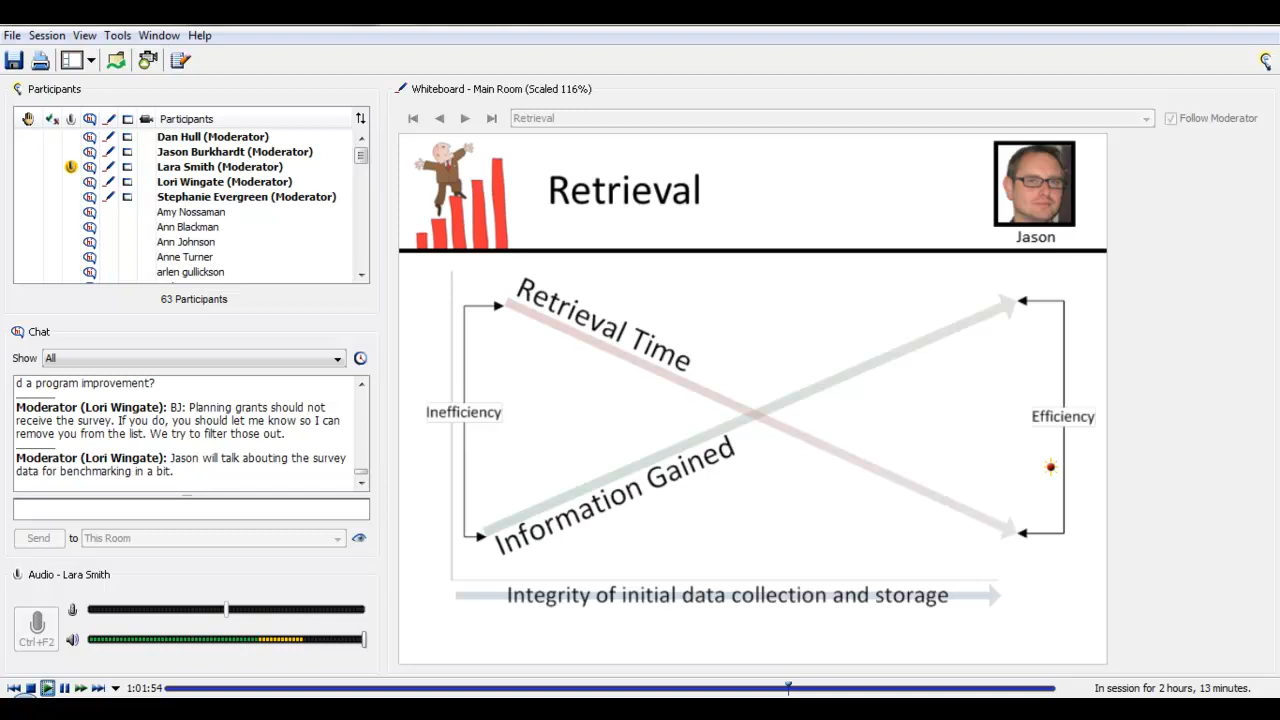 File Session View Tools Window Help
Participants
Participants
Dan Hull (Moderator)
Jason Burkhardt (Moderator)
Lara Smith (Moderator)
Lori Wingate (Moderator)
Stephanie Evergreen (Moderator)
Amy Nossaman
Ann Blackman
Ann Johnson
Anne Turner
arlen gullickson
63 Participants
Chat
Show All
d a program improvement?
Moderator (Lori Wingate): BJ: Planning grants should not
receive the survey. If you do, you should let me know so I can
remove you from the list. We try to filter those out.
Moderator (Lori Wingate): Jason will talk abouting the survey
data for benchmarking in a bit.
Send to This Room
Audio - Lara Smith
Ctrl+F2
Whiteboard - Main Room (Scaled 116%)
Retrieval Follow Moderator
Retrieval
Jason
Retrieval Time
Inefficiency
Efficiency
Information Gained
Integrity of initial data collection and storage
1:01:54 In session for 2 hours, 13 minutes.